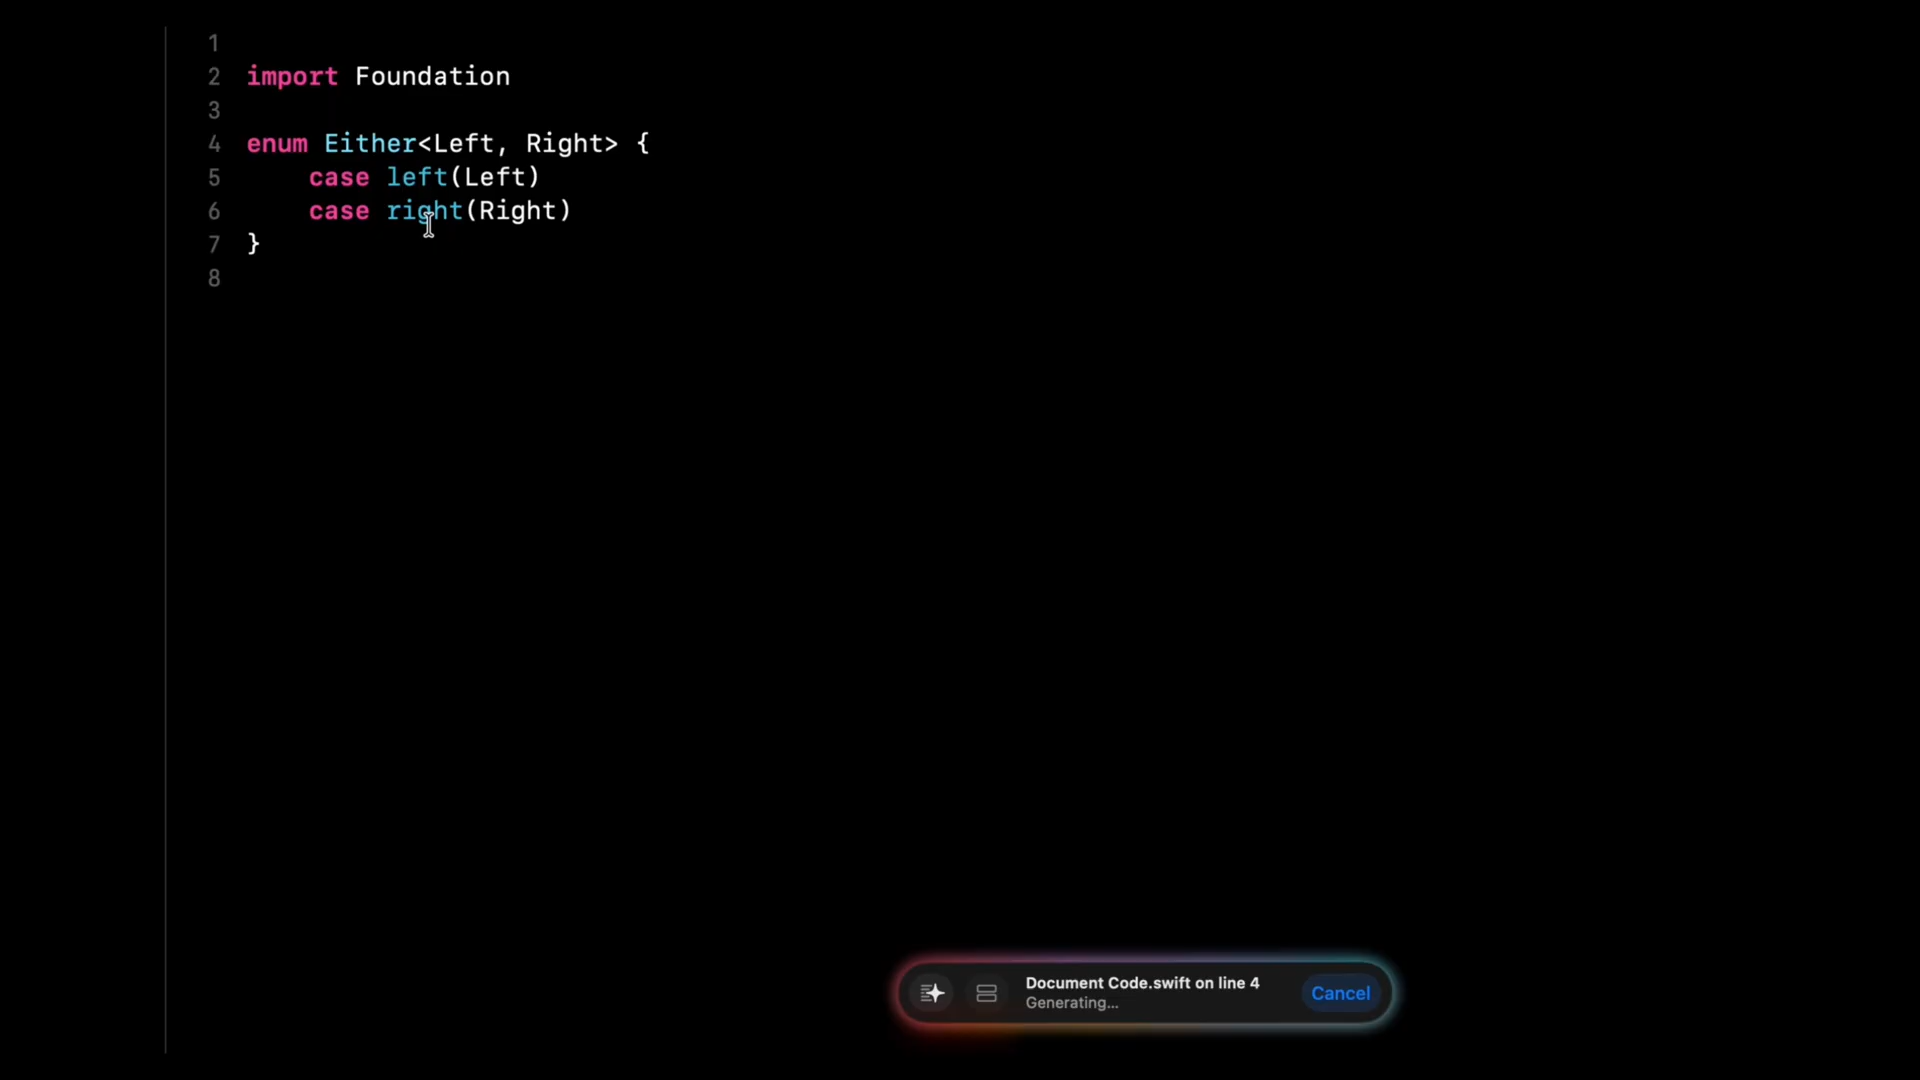 1
2 import Foundation
3
4 enum Either<Left, Right> {
5     case left(Left)
6     case right(Right)
7 }
8
Document Code.swift on line 4
Generating...
Cancel